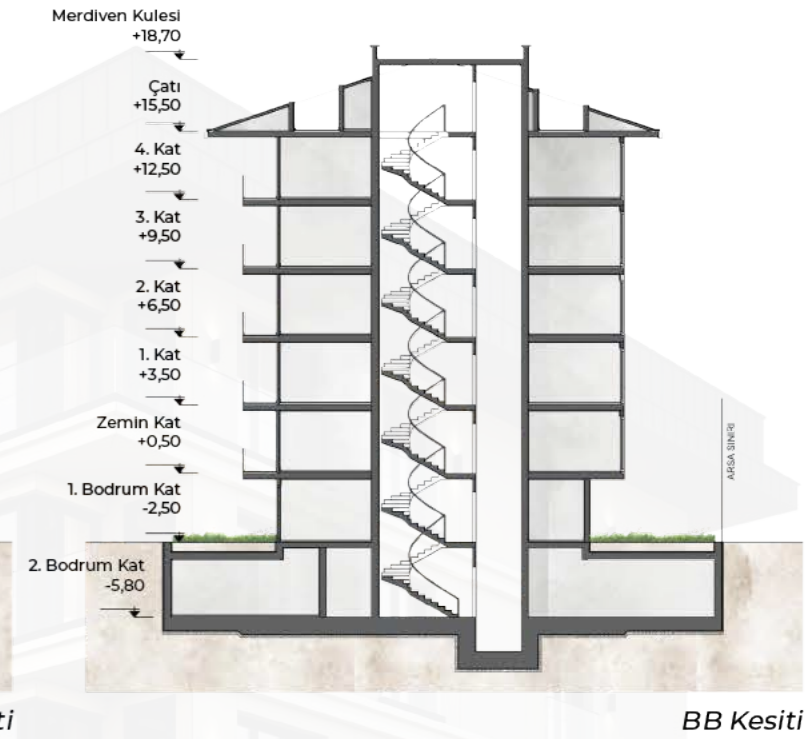 Merdiven Kulesi
+18,70
Çatı
+15,50
4. Kat
+12,50
3. Kat
+9,50
2. Kat
+6,50
1. Kat
+3,50
Zemin Kat
+0,50
1. Bodrum Kat
-2,50
2. Bodrum Kat
-5,80
ARSA SINIRI
ti
BB Kesiti